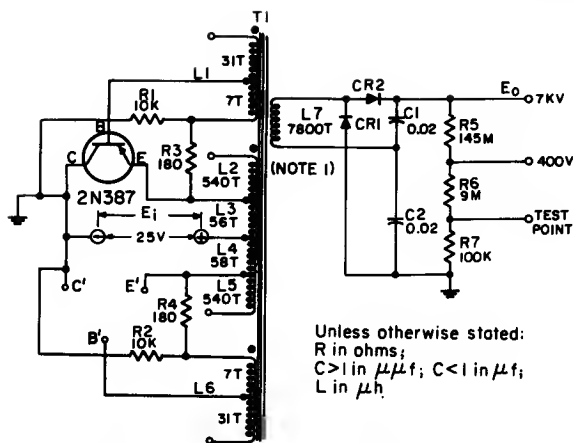 T1
31T
L1
7T
R1
10K
B
C
E
2N387
R3
180
L2
540T
L3
56T
Ei
25V
L4
58T
L5
540T
C'
E'
R4
180
B'
R2
10K
7T
L6
31T
L7
7800T
(NOTE 1)
CR2
CR1
C1
0.02
C2
0.02
Eo
7KV
R5
145M
400V
R6
9M
TEST
POINT
R7
100K
Unless otherwise stated:
R in ohms;
C>1 in μμf; C<1 in μf;
L in μh.